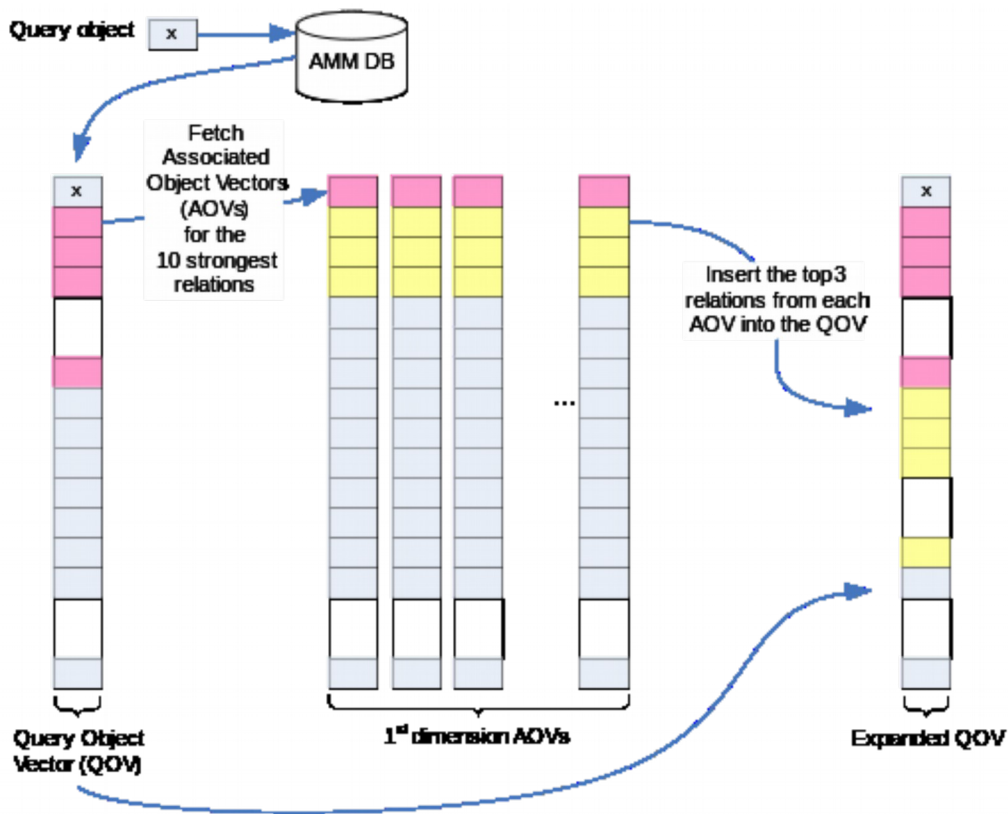 Query object
x
AMM DB
Fetch
Associated
Object Vectors
(AOVs)
for the
10 strongest
relations
x
x
Insert the top3
relations from each
AOV into the QOV
...
Query Object
Vector (QOV)
1st dimension AOVs
Expanded QOV